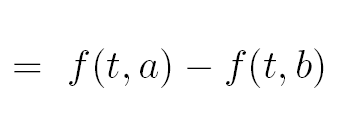 = f(t, a) − f(t, b)